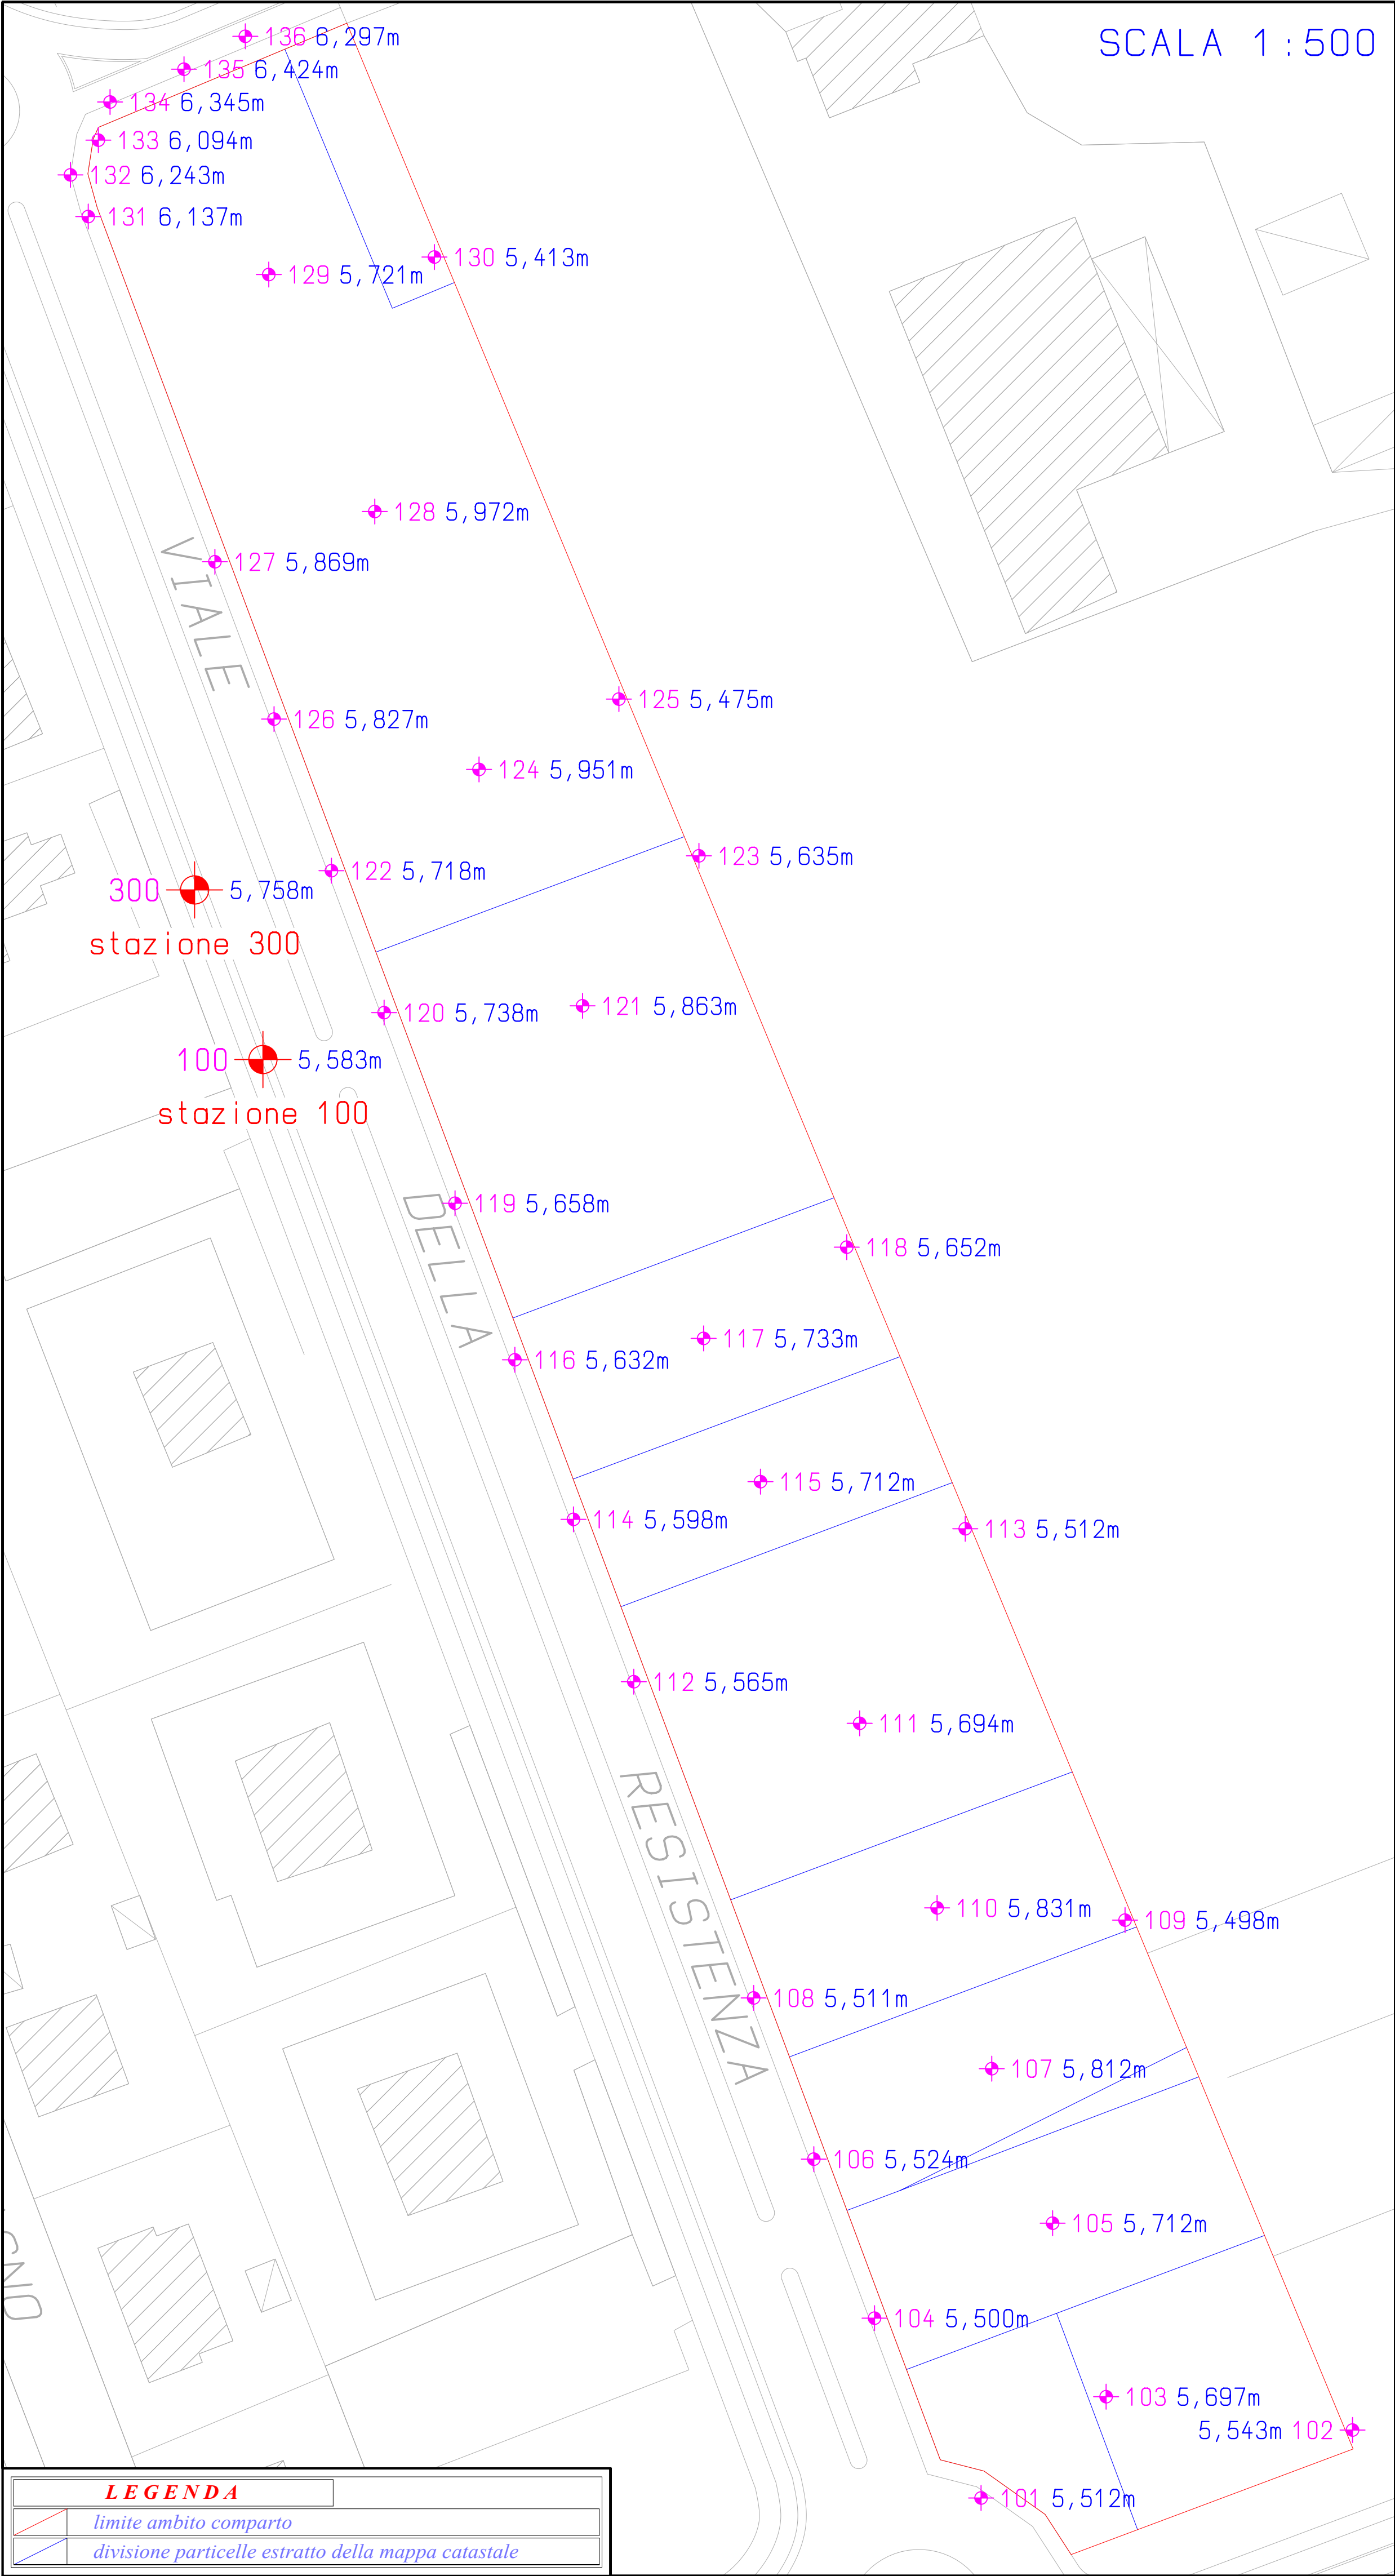 SCALA 1:500
136 6,297m
135 6,424m
134 6,345m
133 6,094m
132 6,243m
131 6,137m
130 5,413m
129 5,721m
128 5,972m
127 5,869m
VIALE
125 5,475m
126 5,827m
124 5,951m
123 5,635m
122 5,718m
300 5,758m
stazione 300
121 5,863m
120 5,738m
100 5,583m
stazione 100
119 5,658m
DELLA
118 5,652m
117 5,733m
116 5,632m
115 5,712m
114 5,598m
113 5,512m
112 5,565m
111 5,694m
RESISTENZA
110 5,831m
109 5,498m
108 5,511m
107 5,812m
106 5,524m
105 5,712m
104 5,500m
103 5,697m
5,543m 102
101 5,512m
LEGENDA
limite ambito comparto
divisione particelle estratto della mappa catastale